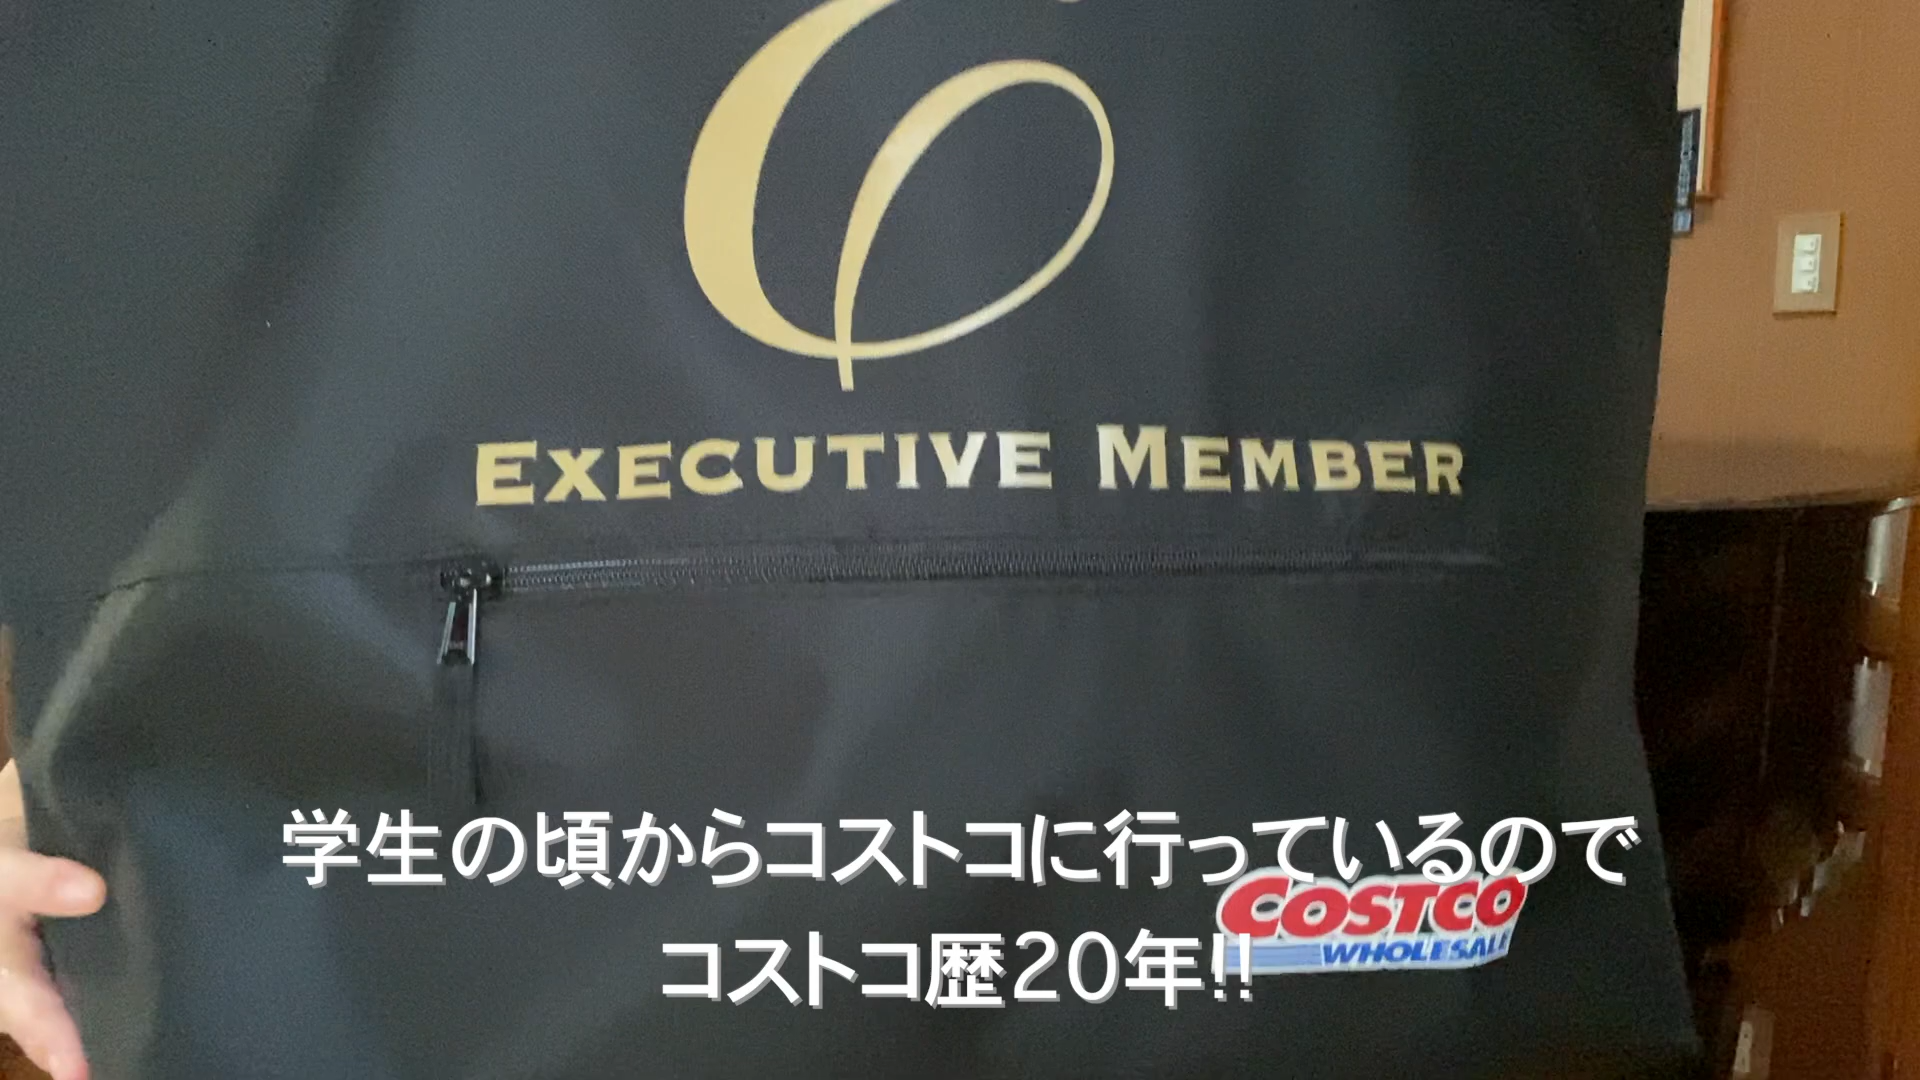 EXECUTIVE MEMBER
学生の頃からコストコに行っているので
COSTCO
WHOLESALE
コストコ歴20年!!